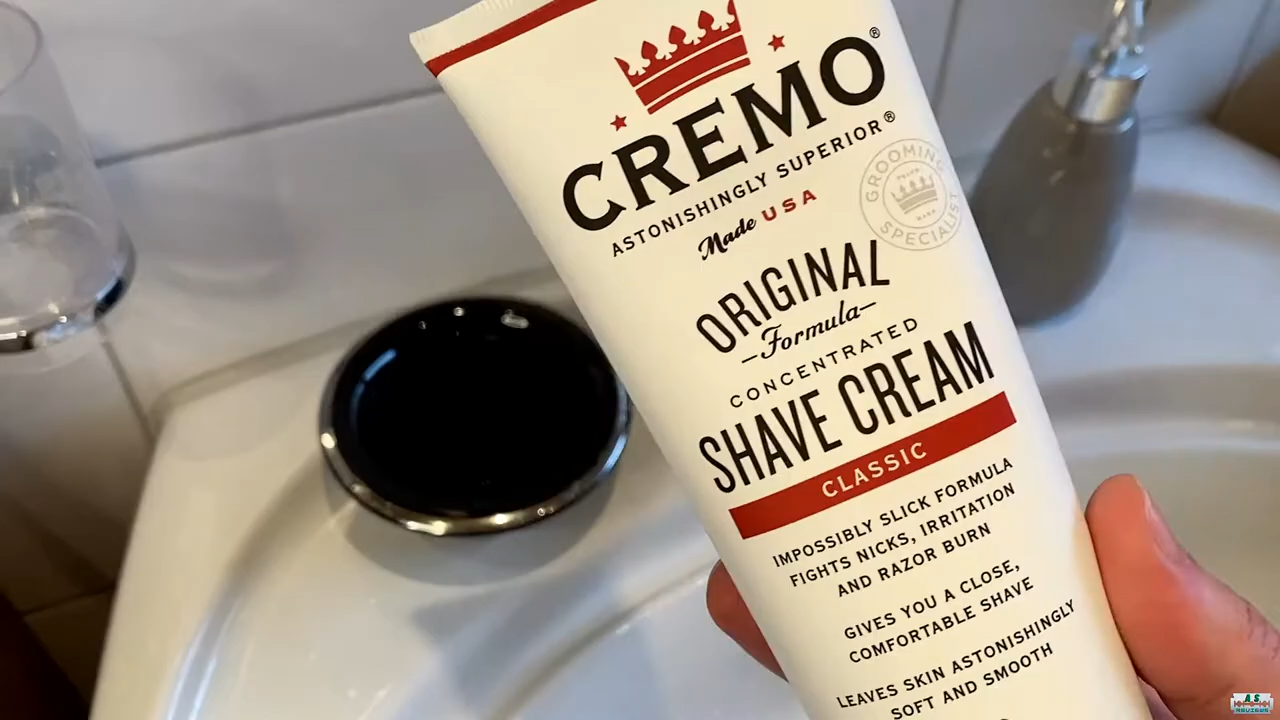 CREMO®
ASTONISHINGLY SUPERIOR®
Made USA
GROOMING
SPECIALIST
ORIGINAL
Formula
CONCENTRATED
SHAVE CREAM
CLASSIC
IMPOSSIBLY SLICK FORMULA
FIGHTS NICKS, IRRITATION
AND RAZOR BURN
GIVES YOU A CLOSE,
COMFORTABLE SHAVE
LEAVES SKIN ASTONISHINGLY
SOFT AND SMOOTH
A.S.
REVIEWS